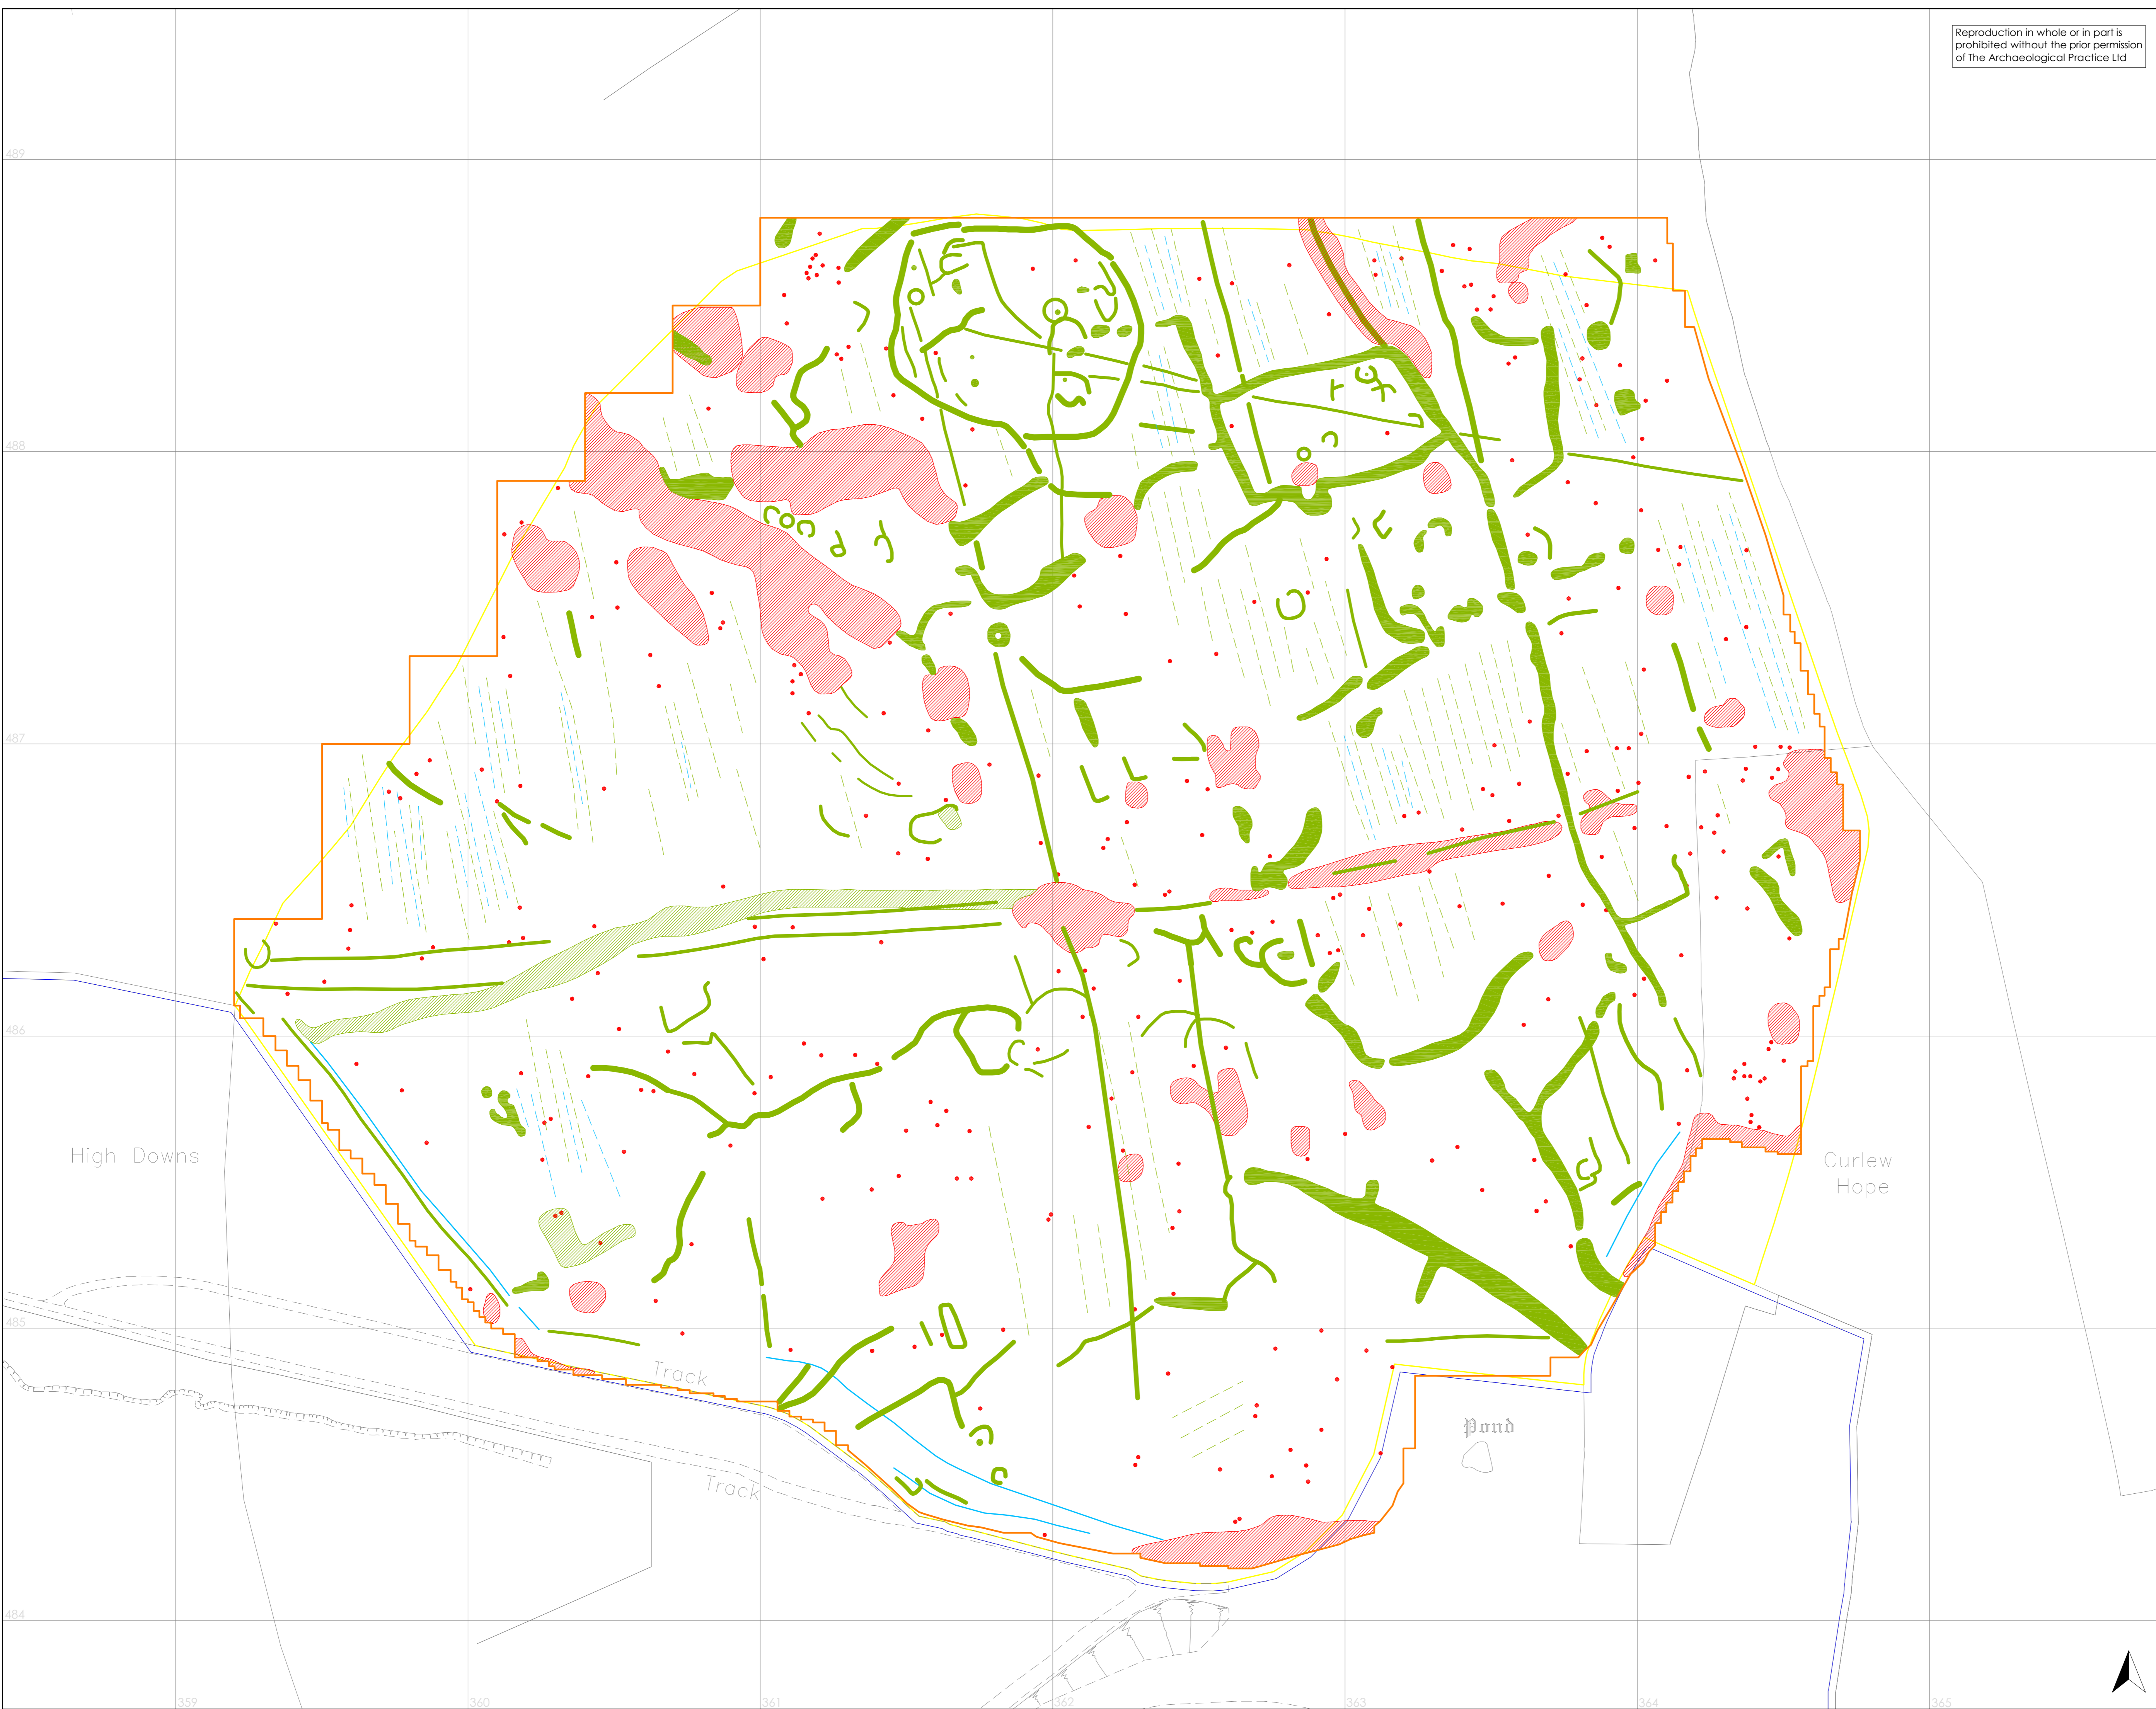 Reproduction in whole or in part is
prohibited without the prior permission
of The Archaeological Practice Ltd
489
488
487
486
High Downs
Curlew
Hope
485
Track
Pond
Track
484
359
360
361
362
363
364
365